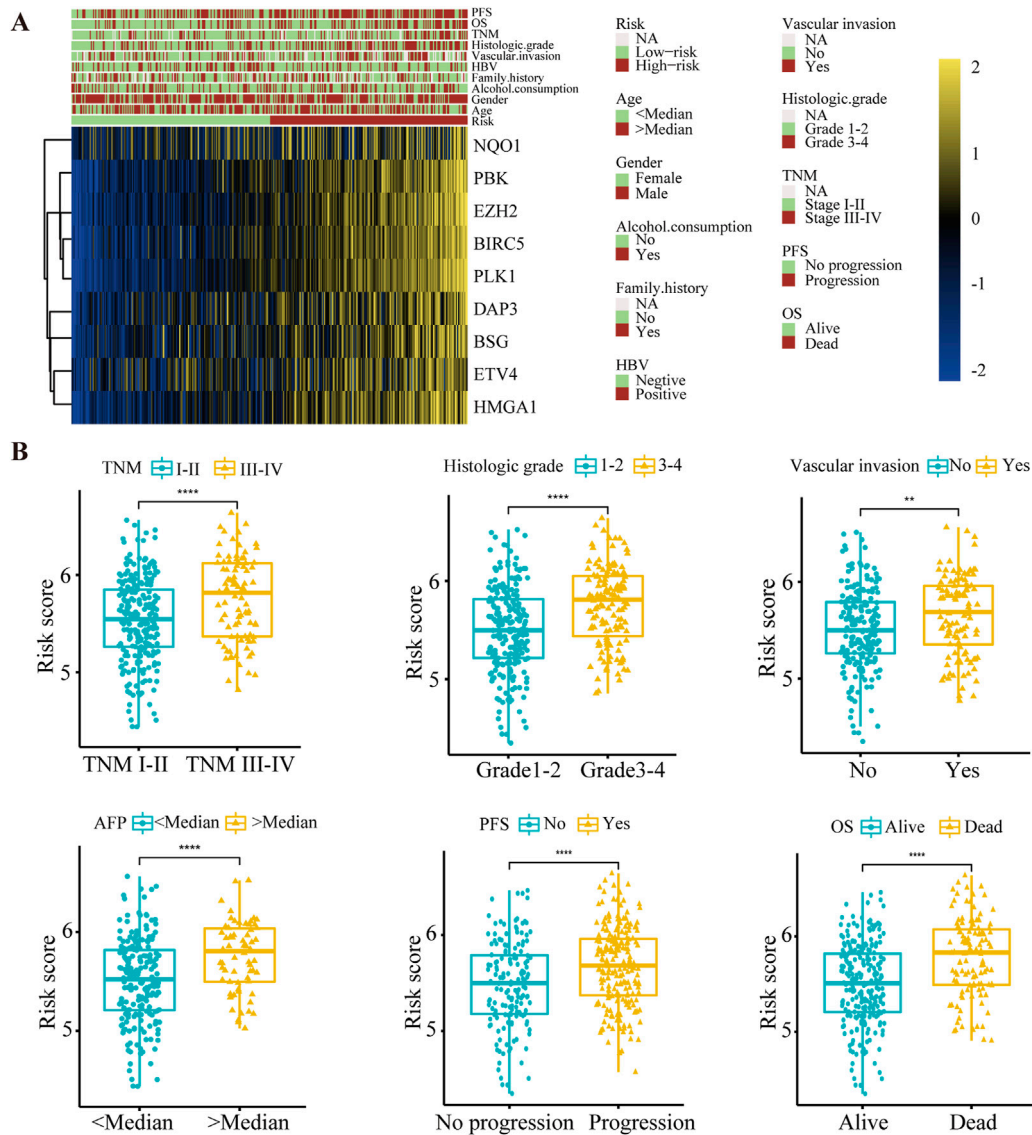 A
PFS
OS
TNM
Histologic.grade
Vascular.invasion
HBV
Family.history
Alcohol.consumption
Gender
Age
Risk
NQO1
PBK
EZH2
BIRC5
PLK1
DAP3
BSG
ETV4
HMGA1
Risk
NA
Low-risk
High-risk
Age
<Median
>Median
Gender
Female
Male
Alcohol.consumption
No
Yes
Family.history
NA
No
Yes
HBV
Negtive
Positive
Vascular invasion
NA
No
Yes
Histologic.grade
NA
Grade 1-2
Grade 3-4
TNM
NA
Stage I-II
Stage III-IV
PFS
No progression
Progression
OS
Alive
Dead
2
1
0
-1
-2
B
TNM I-II III-IV
****
Risk score
6
5
TNM I-II TNM III-IV
Histologic grade 1-2 3-4
****
Risk score
6
5
Grade1-2 Grade3-4
Vascular invasion No Yes
**
Risk score
6
5
No Yes
AFP <Median >Median
****
Risk score
6
5
<Median >Median
PFS No Yes
****
Risk score
6
5
No progression Progression
OS Alive Dead
****
Risk score
6
5
Alive Dead